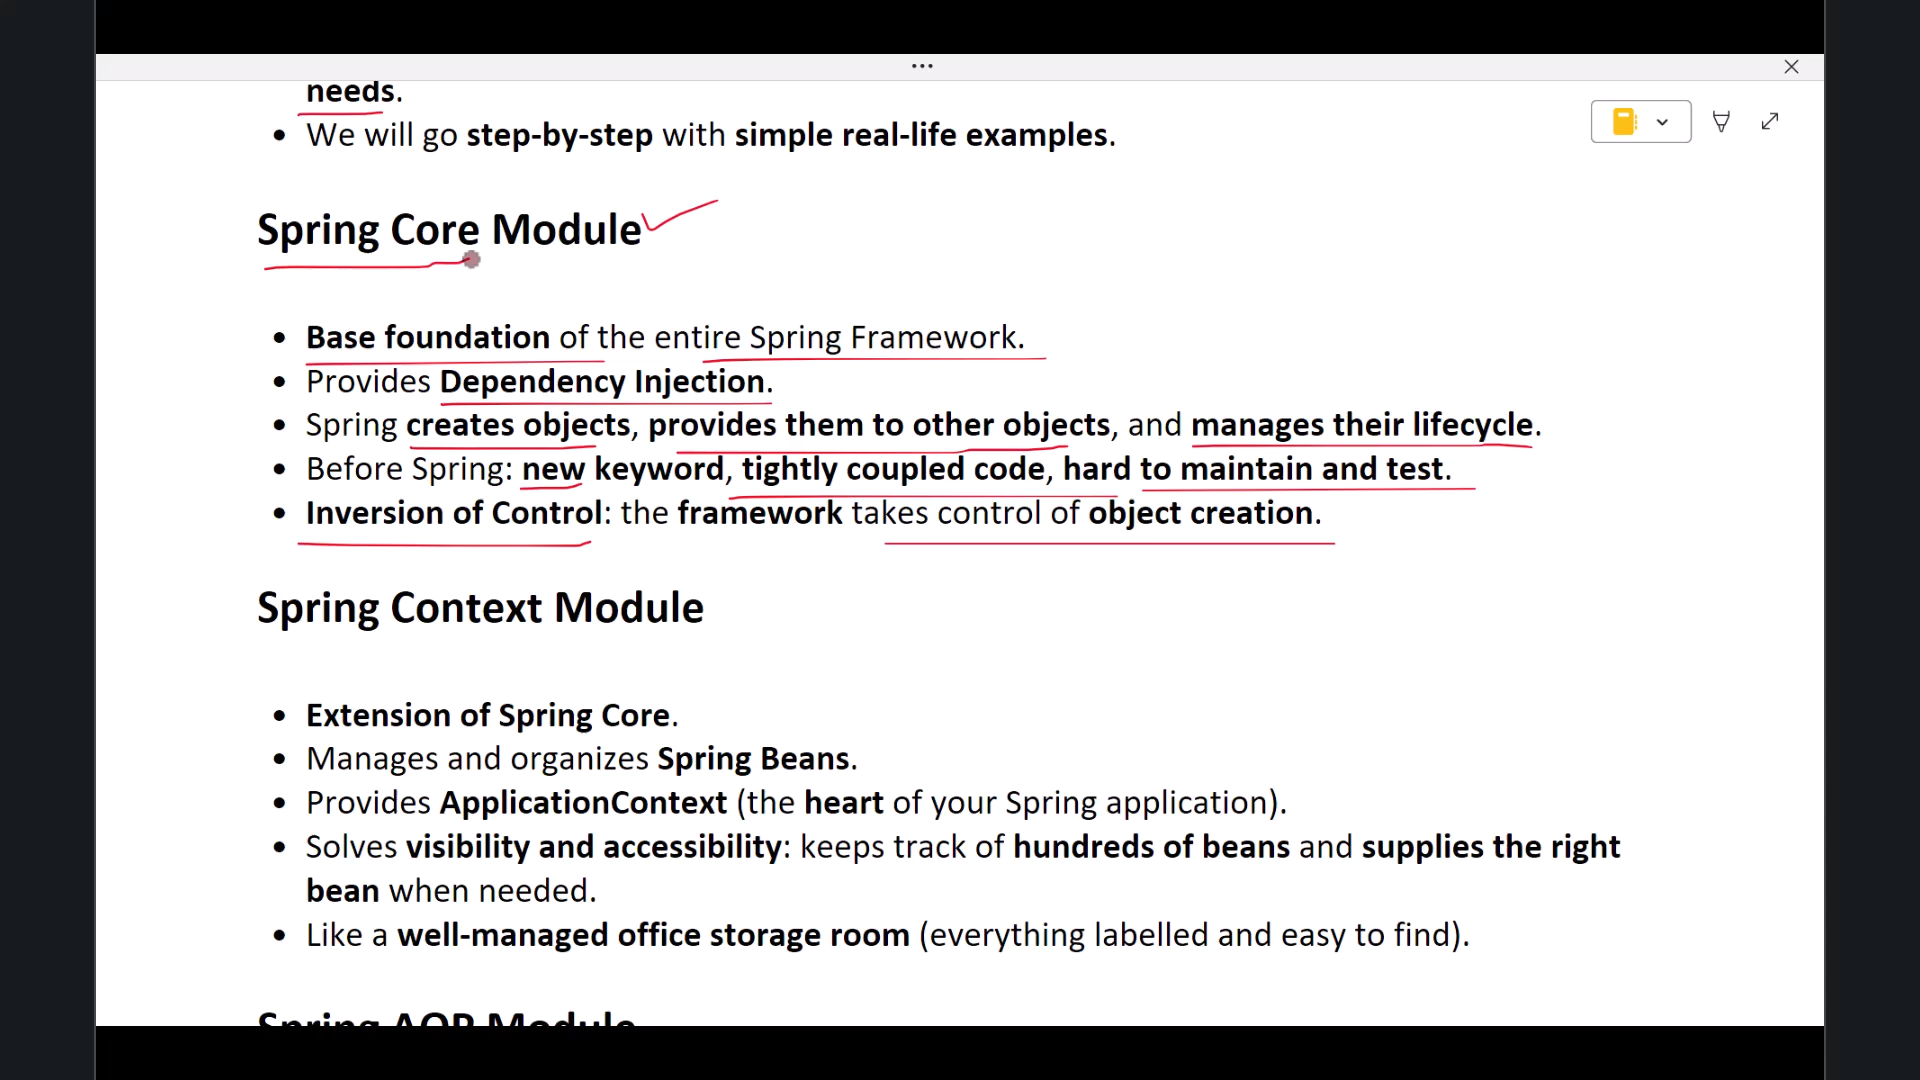 needs.
• We will go step-by-step with simple real-life examples.
Spring Core Module
• Base foundation of the entire Spring Framework.
• Provides Dependency Injection.
• Spring creates objects, provides them to other objects, and manages their lifecycle.
• Before Spring: new keyword, tightly coupled code, hard to maintain and test.
• Inversion of Control: the framework takes control of object creation.
Spring Context Module
• Extension of Spring Core.
• Manages and organizes Spring Beans.
• Provides ApplicationContext (the heart of your Spring application).
• Solves visibility and accessibility: keeps track of hundreds of beans and supplies the right
bean when needed.
• Like a well-managed office storage room (everything labelled and easy to find).
Spring AOP Module